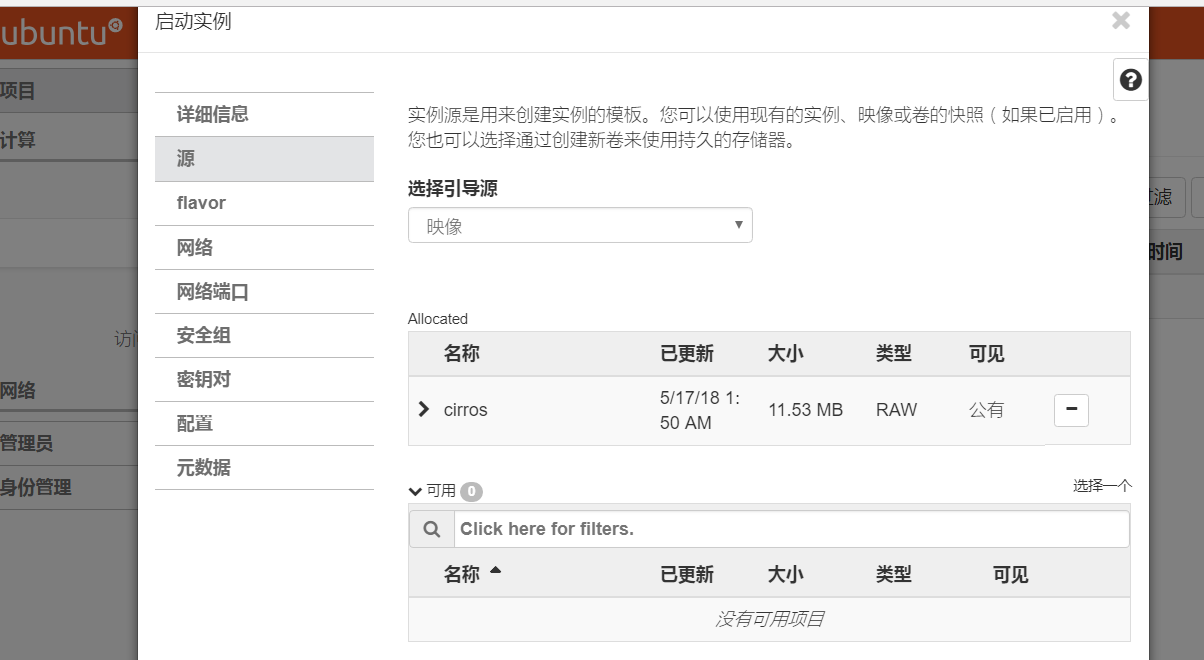 启动实例
ubuntu
项目
计算
网络
管理员
身份管理
过滤
时间
详细信息
源
flavor
网络
网络端口
安全组
密钥对
配置
元数据
实例源是用来创建实例的模板。您可以使用现有的实例、映像或卷的快照（如果已启用）。
您也可以选择通过创建新卷来使用持久的存储器。
选择引导源
映像
Allocated
名称 已更新 大小 类型 可见
cirros 5/17/18 1: 11.53 MB RAW 公有
50 AM
可用 0 选择一个
Click here for filters.
名称 已更新 大小 类型 可见
没有可用项目